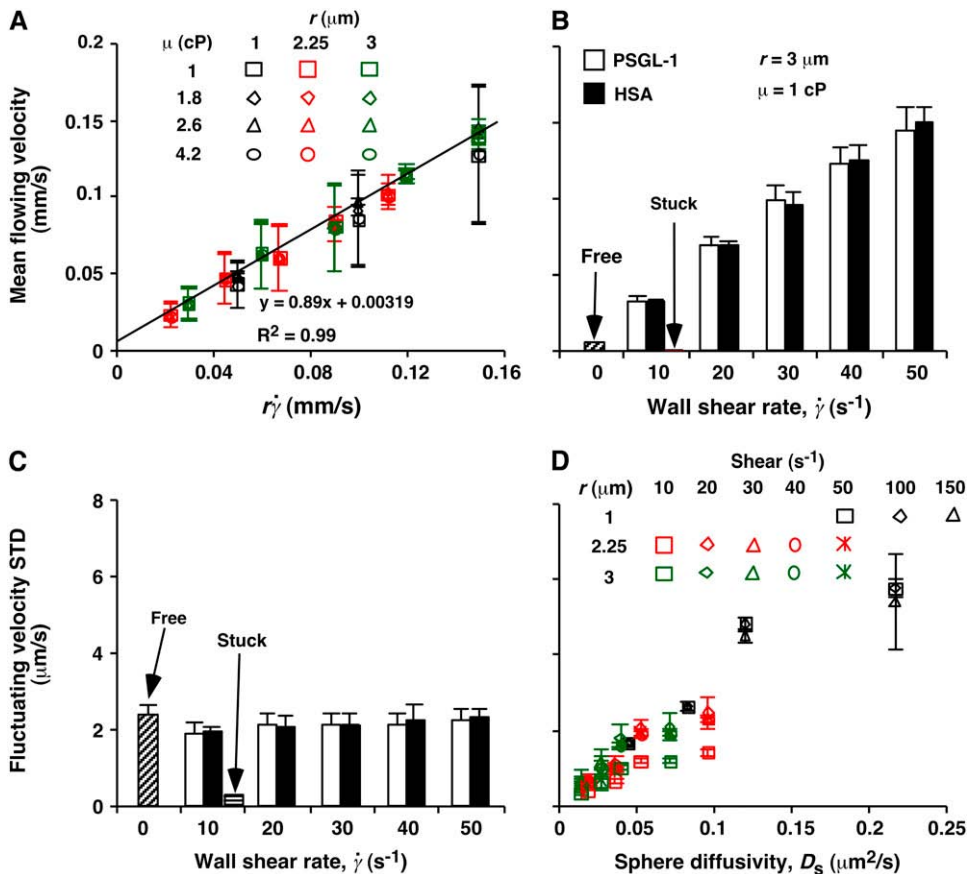 A
r (μm)
μ (cP) 1 2.25 3
1
1.8
2.6
4.2
0.2
0.15
0.1
0.05
0
Mean flowing velocity
(mm/s)
y = 0.89x + 0.00319
R² = 0.99
0 0.04 0.08 0.12 0.16
rγ̇ (mm/s)
B
PSGL-1
HSA
r = 3 μm
μ = 1 cP
Stuck
Free
0 10 20 30 40 50
Wall shear rate, γ̇ (s⁻¹)
C
8
6
4
2
0
Fluctuating velocity STD
(μm/s)
Free
Stuck
0 10 20 30 40 50
Wall shear rate, γ̇ (s⁻¹)
D
Shear (s⁻¹)
r (μm) 10 20 30 40 50 100 150
1
2.25
3
0 0.05 0.1 0.15 0.2 0.25
Sphere diffusivity, Dₛ (μm²/s)